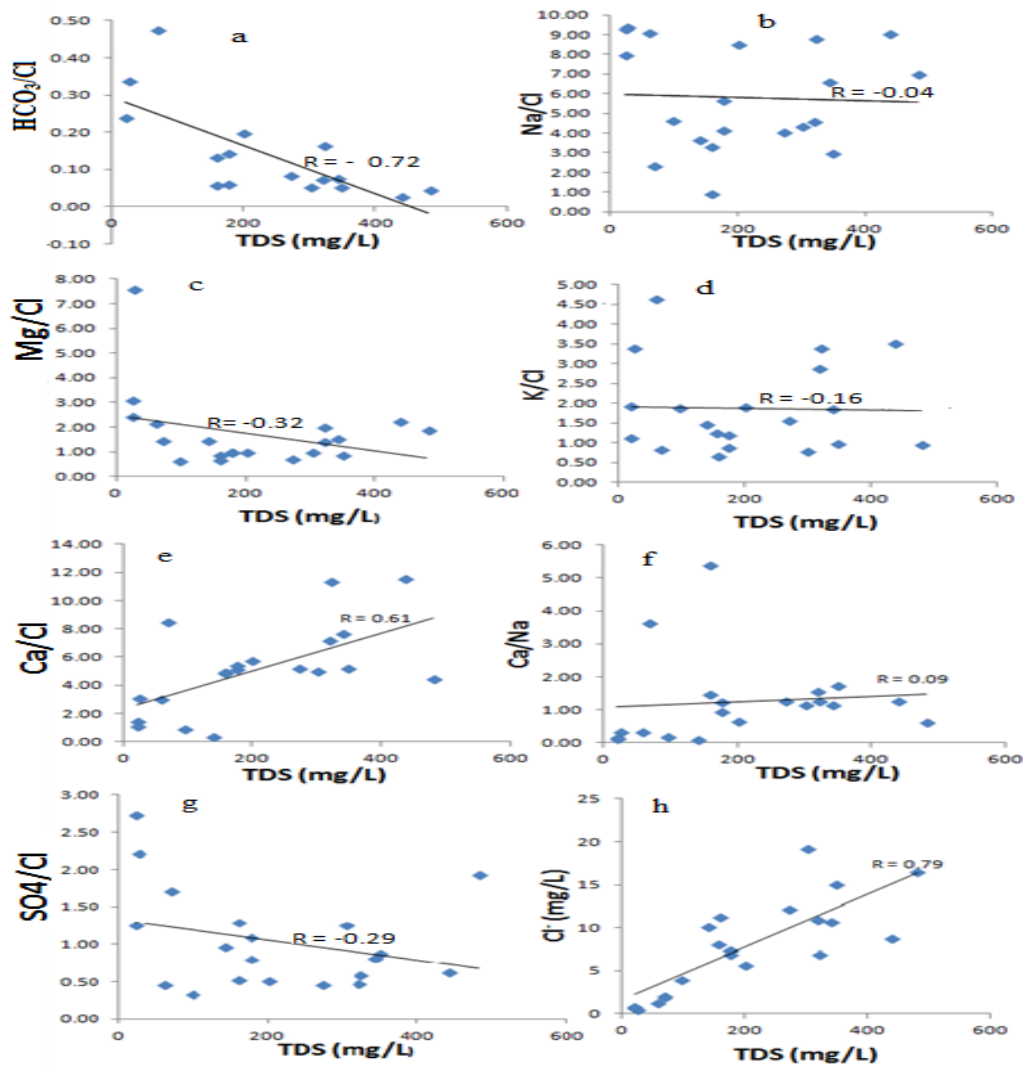 a
HCO₃/Cl
0.50
0.40
0.30
0.20
0.10
0.00
-0.10
R = - 0.72
0 200 400 600
TDS (mg/L)
b
Na/Cl
10.00
9.00
8.00
7.00
6.00
5.00
4.00
3.00
2.00
1.00
0.00
R = -0.04
0 200 400 600
TDS (mg/L)
c
Mg/Cl
8.00
7.00
6.00
5.00
4.00
3.00
2.00
1.00
0.00
R = -0.32
0 200 400 600
TDS (mg/L)
d
K/Cl
5.00
4.50
4.00
3.50
3.00
2.50
2.00
1.50
1.00
0.50
0.00
R = -0.16
0 200 400 600
TDS (mg/L)
e
Ca/Cl
14.00
12.00
10.00
8.00
6.00
4.00
2.00
0.00
R = 0.61
0 200 400 600
TDS (mg/L)
f
Ca/Na
6.00
5.00
4.00
3.00
2.00
1.00
0.00
R = 0.09
0 200 400 600
TDS (mg/L)
g
SO4/Cl
3.00
2.50
2.00
1.50
1.00
0.50
0.00
R = -0.29
0 200 400 600
TDS (mg/L)
h
Cl⁻ (mg/L)
25
20
15
10
5
0
R = 0.79
0 200 400 600
TDS (mg/L)